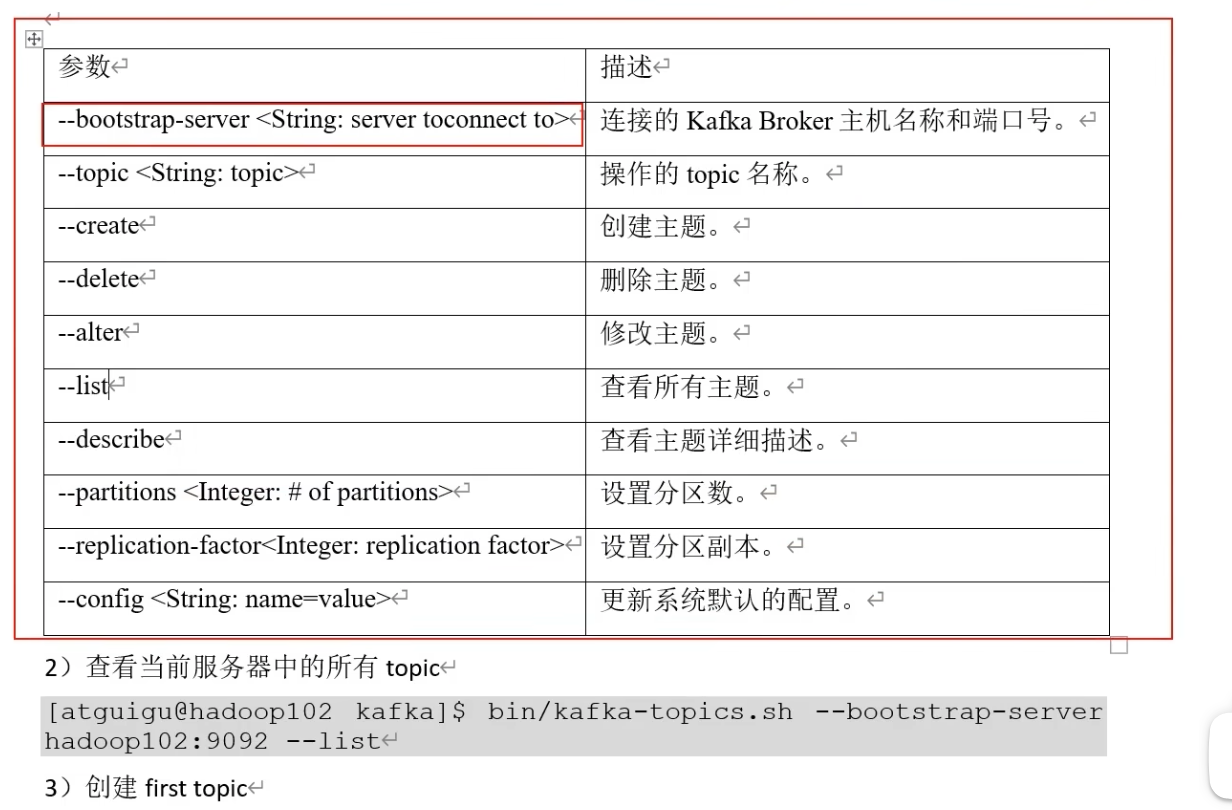 参数
描述
--bootstrap-server <String: server toconnect to>
连接的 Kafka Broker 主机名称和端口号。
--topic <String: topic>
操作的 topic 名称。
--create
创建主题。
--delete
删除主题。
--alter
修改主题。
--list
查看所有主题。
--describe
查看主题详细描述。
--partitions <Integer: # of partitions>
设置分区数。
--replication-factor<Integer: replication factor>
设置分区副本。
--config <String: name=value>
更新系统默认的配置。
2）查看当前服务器中的所有 topic
[atguigu@hadoop102 kafka]$ bin/kafka-topics.sh --bootstrap-server
hadoop102:9092 --list
3）创建 first topic